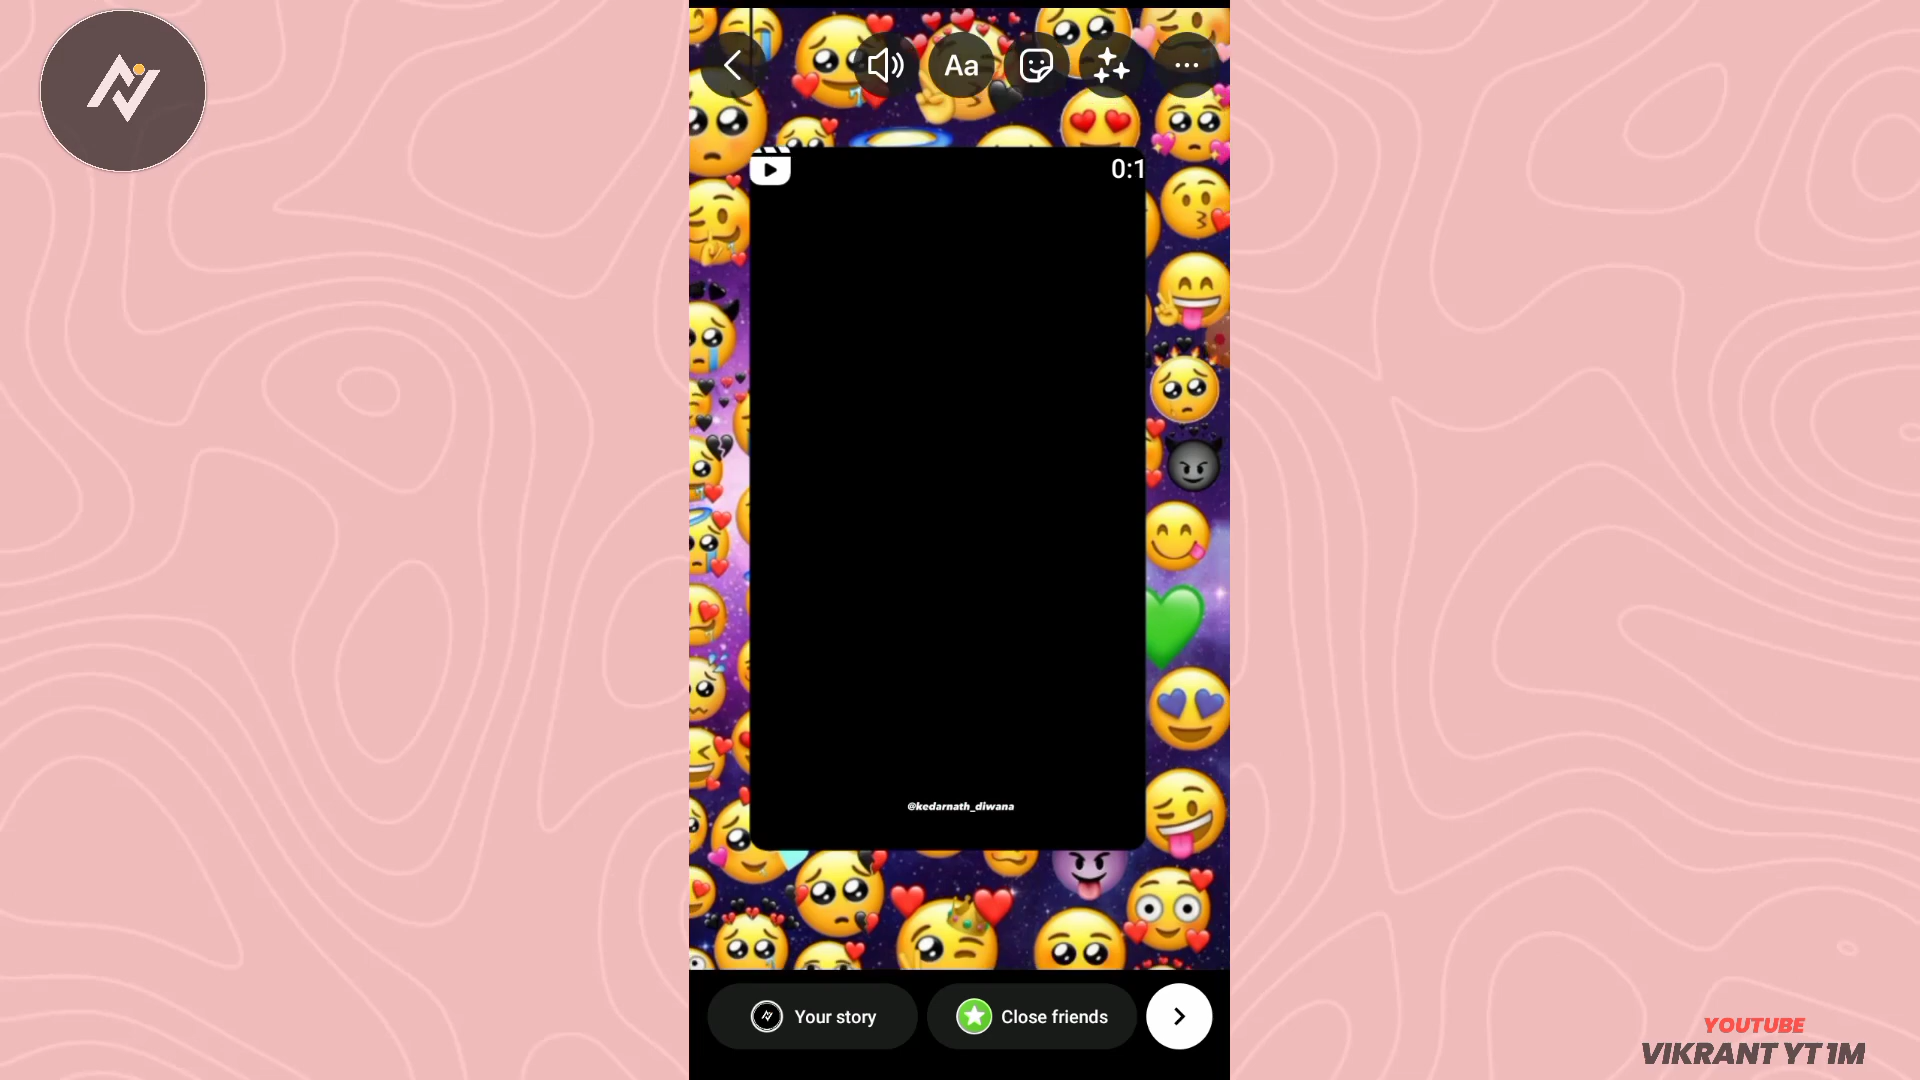 Aa
0:1
@kedarnath_diwana
Your story
Close friends
YOUTUBE
VIKRANT YT 1M